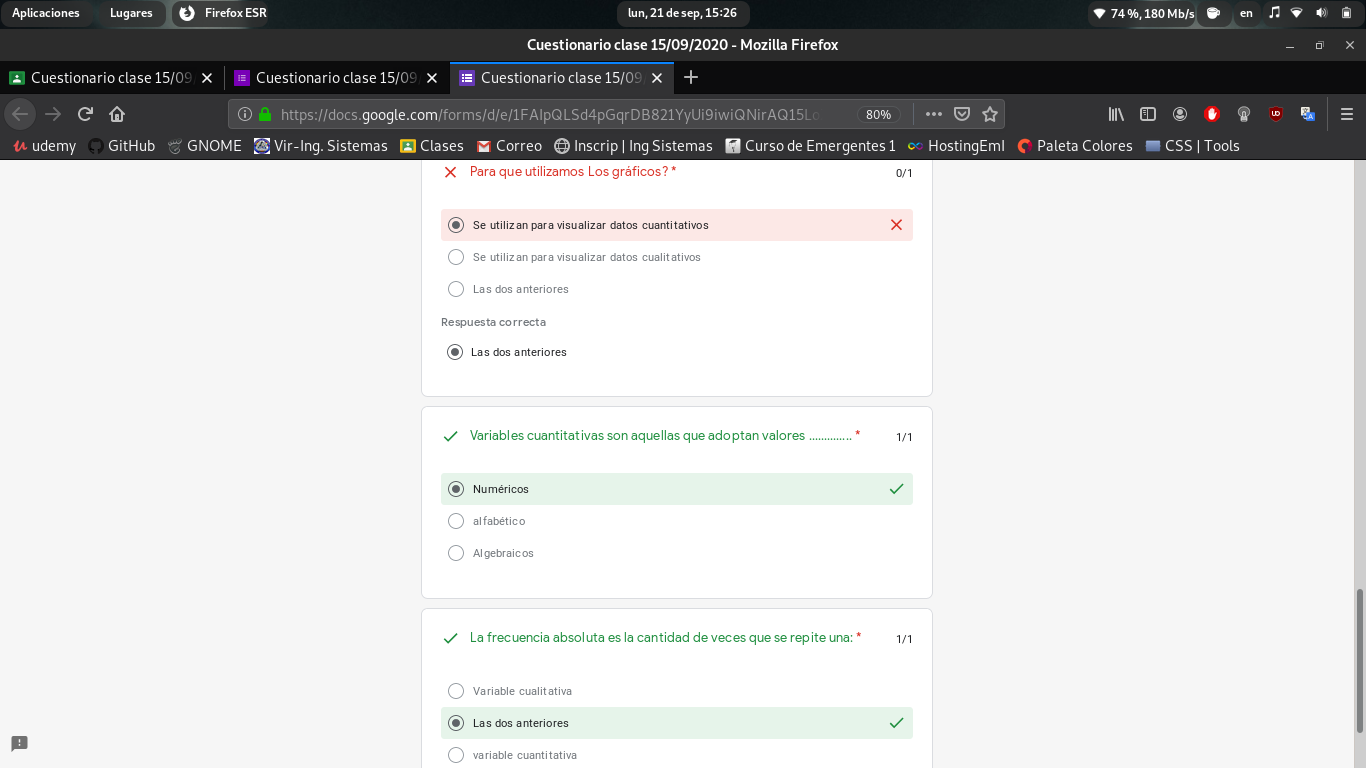 Aplicaciones Lugares Firefox ESR lun, 21 de sep, 15:26 74 %, 180 Mb/s en
Cuestionario clase 15/09/2020 - Mozilla Firefox
Cuestionario clase 15/09 Cuestionario clase 15/09 Cuestionario clase 15/09
https://docs.google.com/forms/d/e/1FAIpQLSd4pGqrDB821YyUi9iwiQNirAQ15Lo 80%
udemy GitHub GNOME Vir-Ing. Sistemas Clases Correo Inscrip | Ing Sistemas Curso de Emergentes 1 HostingEmI Paleta Colores CSS | Tools
Para que utilizamos Los gráficos? * 0/1
Se utilizan para visualizar datos cuantitativos
Se utilizan para visualizar datos cualitativos
Las dos anteriores
Respuesta correcta
Las dos anteriores
Variables cuantitativas son aquellas que adoptan valores .............. * 1/1
Numéricos
alfabético
Algebraicos
La frecuencia absoluta es la cantidad de veces que se repite una: * 1/1
Variable cualitativa
Las dos anteriores
variable cuantitativa